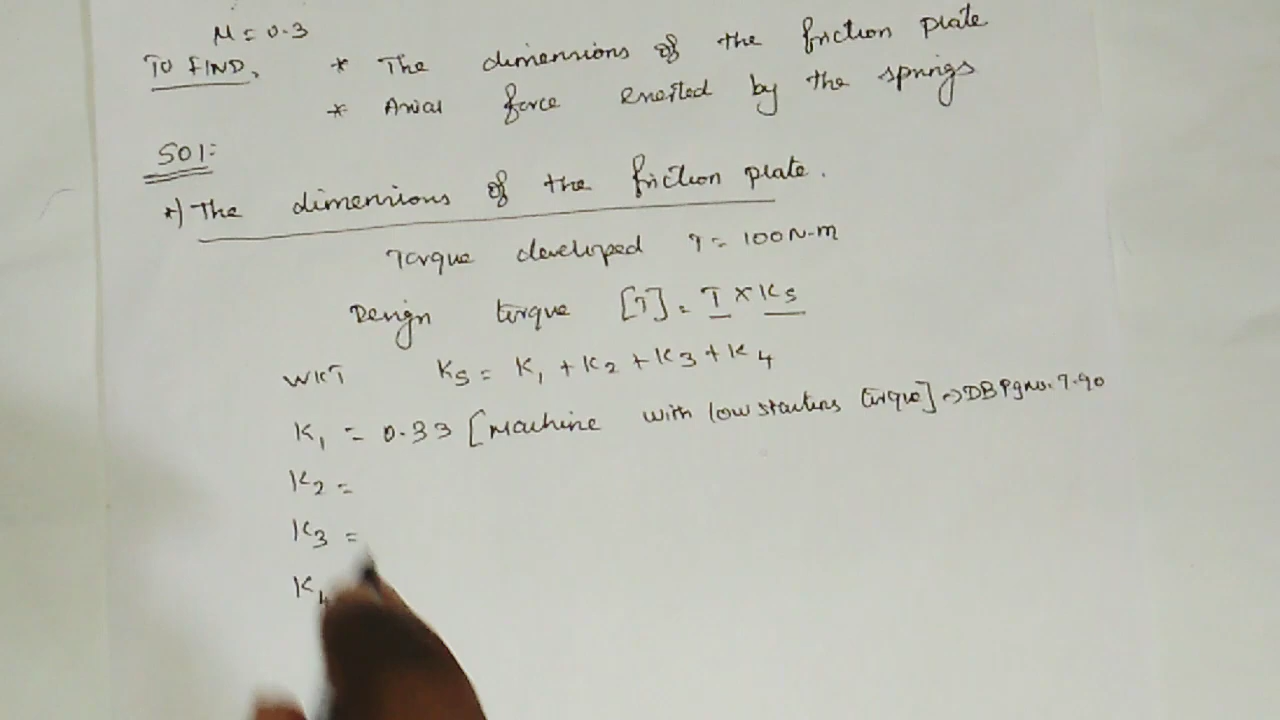 μ = 0.3
TO FIND, * The dimensions of the friction plate
* Axial force exerted by the springs
Sol:
*) The dimensions of the friction plate.
Torque developed T = 100 N-m
Design torque [T] = T × Ks
WKT Ks = K1 + K2 + K3 + K4
K1 = 0.33 [Machine with low starting torque] → DB Pg no. 7.90
K2 =
K3 =
K4